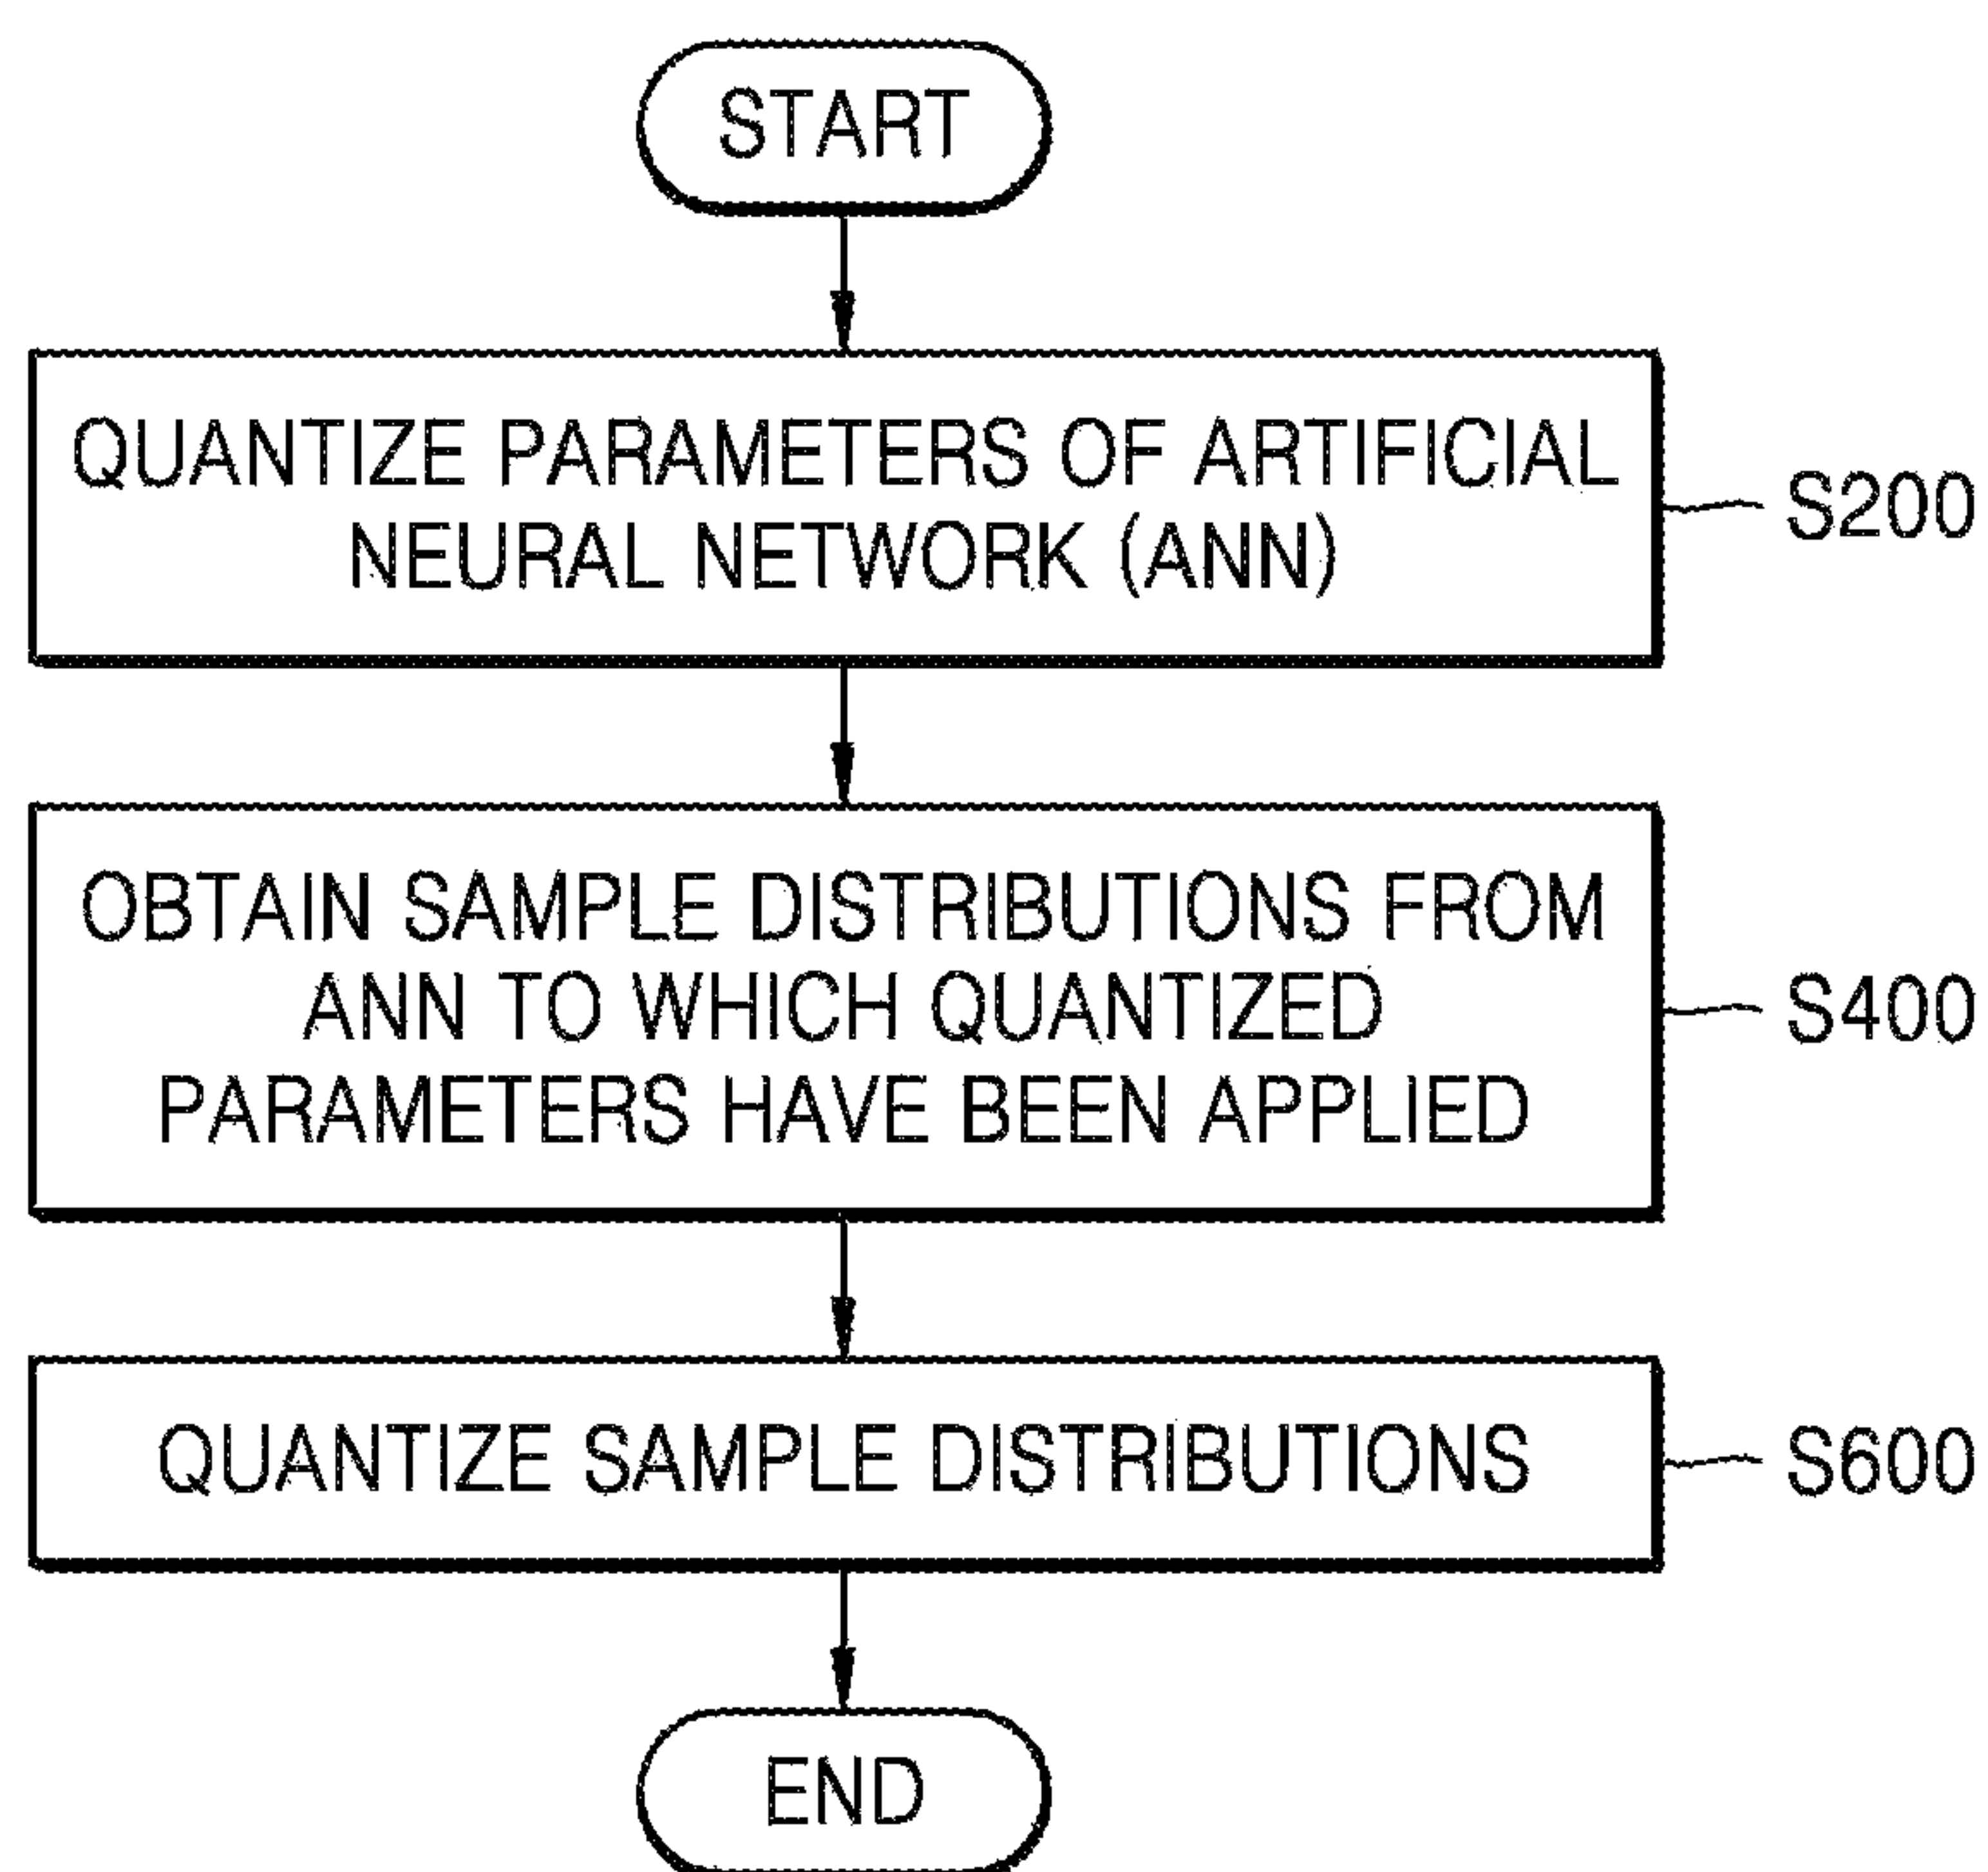 START
QUANTIZE PARAMETERS OF ARTIFICIAL
NEURAL NETWORK (ANN)
S200
OBTAIN SAMPLE DISTRIBUTIONS FROM
ANN TO WHICH QUANTIZED
PARAMETERS HAVE BEEN APPLIED
S400
QUANTIZE SAMPLE DISTRIBUTIONS
S600
END